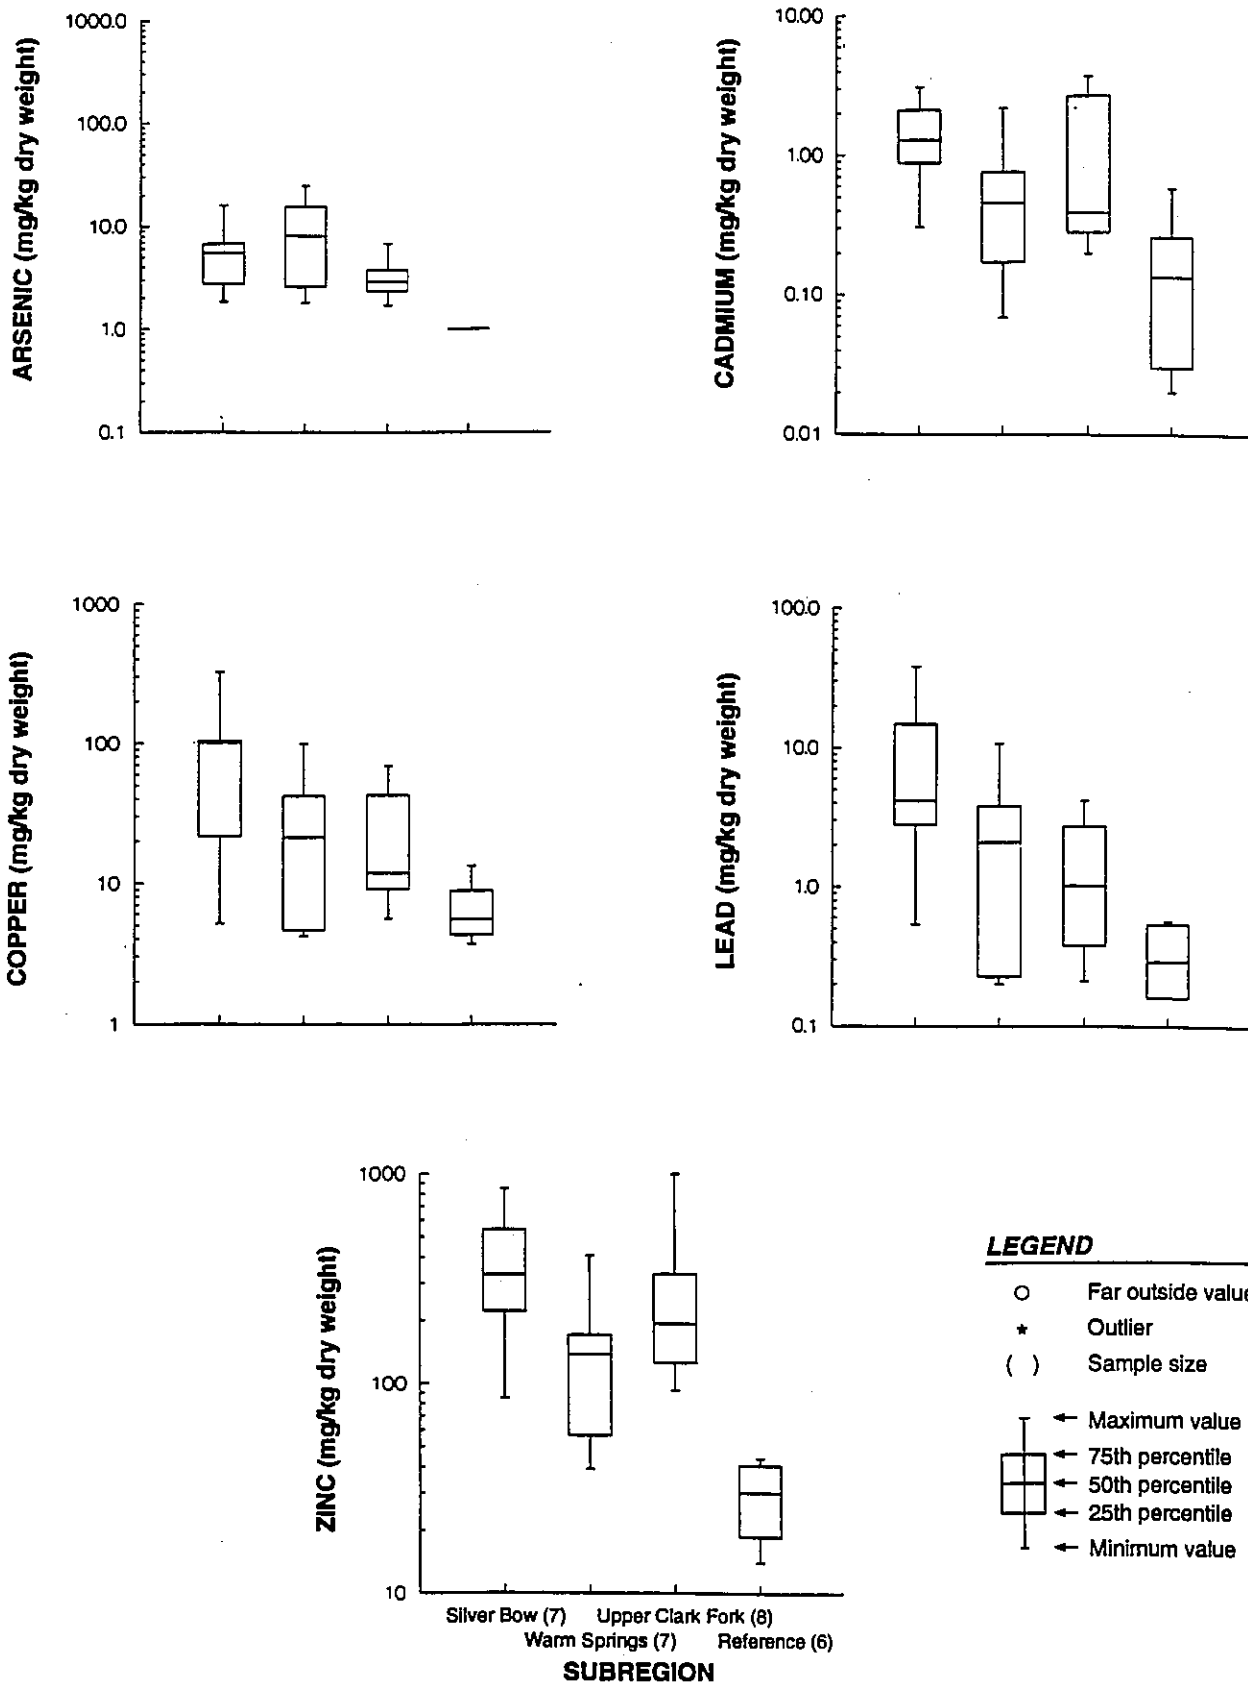 ARSENIC (mg/kg dry weight)
1000.0
100.0
10.0
1.0
0.1
CADMIUM (mg/kg dry weight)
10.00
1.00
0.10
0.01
COPPER (mg/kg dry weight)
1000
100
10
1
LEAD (mg/kg dry weight)
100.0
10.0
1.0
0.1
ZINC (mg/kg dry weight)
1000
100
10
Silver Bow (7) Upper Clark Fork (8)
Warm Springs (7) Reference (6)
SUBREGION
LEGEND
Far outside value
Outlier
( ) Sample size
Maximum value
75th percentile
50th percentile
25th percentile
Minimum value